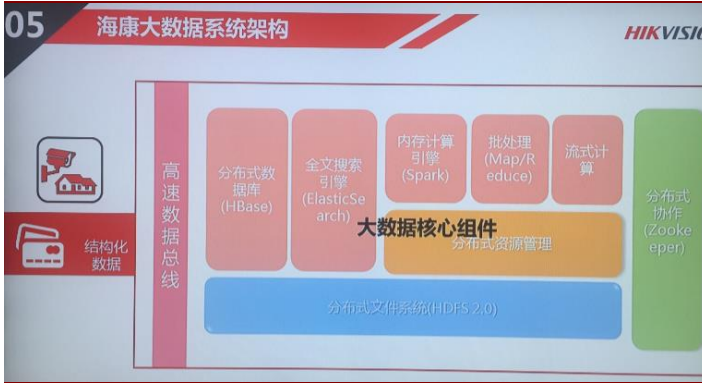 05
海康大数据系统架构
HIKVISIO
结构化
数据
高
速
数
据
总
线
分布式数
据库
(HBase)
全文搜索
引擎
(ElasticSe
arch)
内存计算
引擎
(Spark)
批处理
(Map/R
educe)
流式计
算
大数据核心组件
分布式资源管理
分布式文件系统(HDFS 2.0)
分布式
协作
(Zooke
eper)